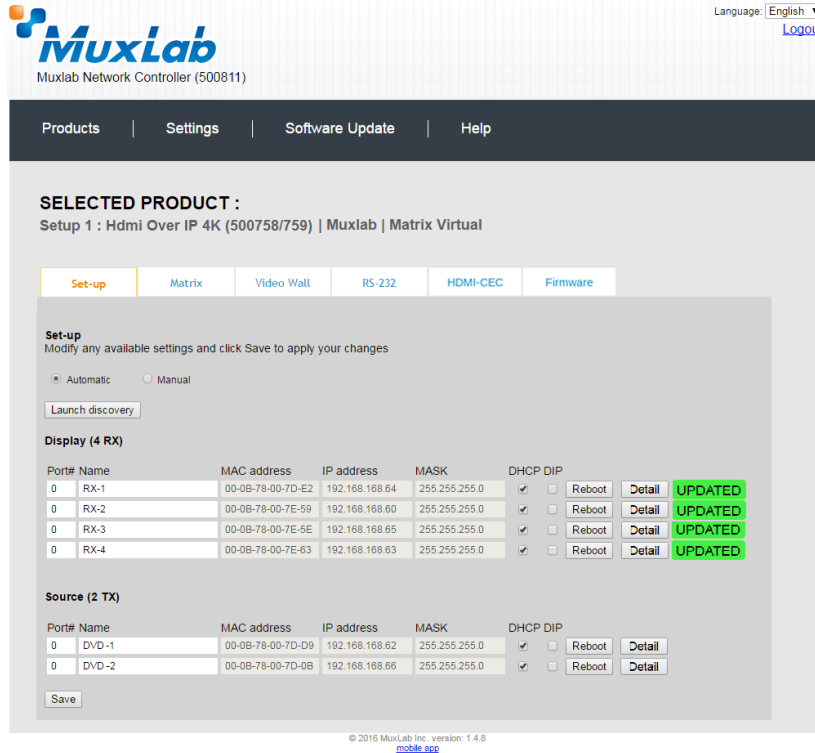 Language: English
Logou
MuxLab
Muxlab Network Controller (500811)
Products | Settings | Software Update | Help
SELECTED PRODUCT :
Setup 1 : Hdmi Over IP 4K (500758/759) | Muxlab | Matrix Virtual
Set-up Matrix Video Wall RS-232 HDMI-CEC Firmware
Set-up
Modify any available settings and click Save to apply your changes
Automatic Manual
Launch discovery
Display (4 RX)
Port# Name MAC address IP address MASK DHCP DIP
0 RX-1 00-0B-78-00-7D-E2 192.168.168.64 255.255.255.0 Reboot Detail UPDATED
0 RX-2 00-0B-78-00-7E-59 192.168.168.60 255.255.255.0 Reboot Detail UPDATED
0 RX-3 00-0B-78-00-7E-5E 192.168.168.65 255.255.255.0 Reboot Detail UPDATED
0 RX-4 00-0B-78-00-7E-63 192.168.168.63 255.255.255.0 Reboot Detail UPDATED
Source (2 TX)
Port# Name MAC address IP address MASK DHCP DIP
0 DVD-1 00-0B-78-00-7D-D9 192.168.168.62 255.255.255.0 Reboot Detail
0 DVD-2 00-0B-78-00-7D-0B 192.168.168.66 255.255.255.0 Reboot Detail
Save
© 2016 MuxLab Inc. version: 1.4.8
mobile app